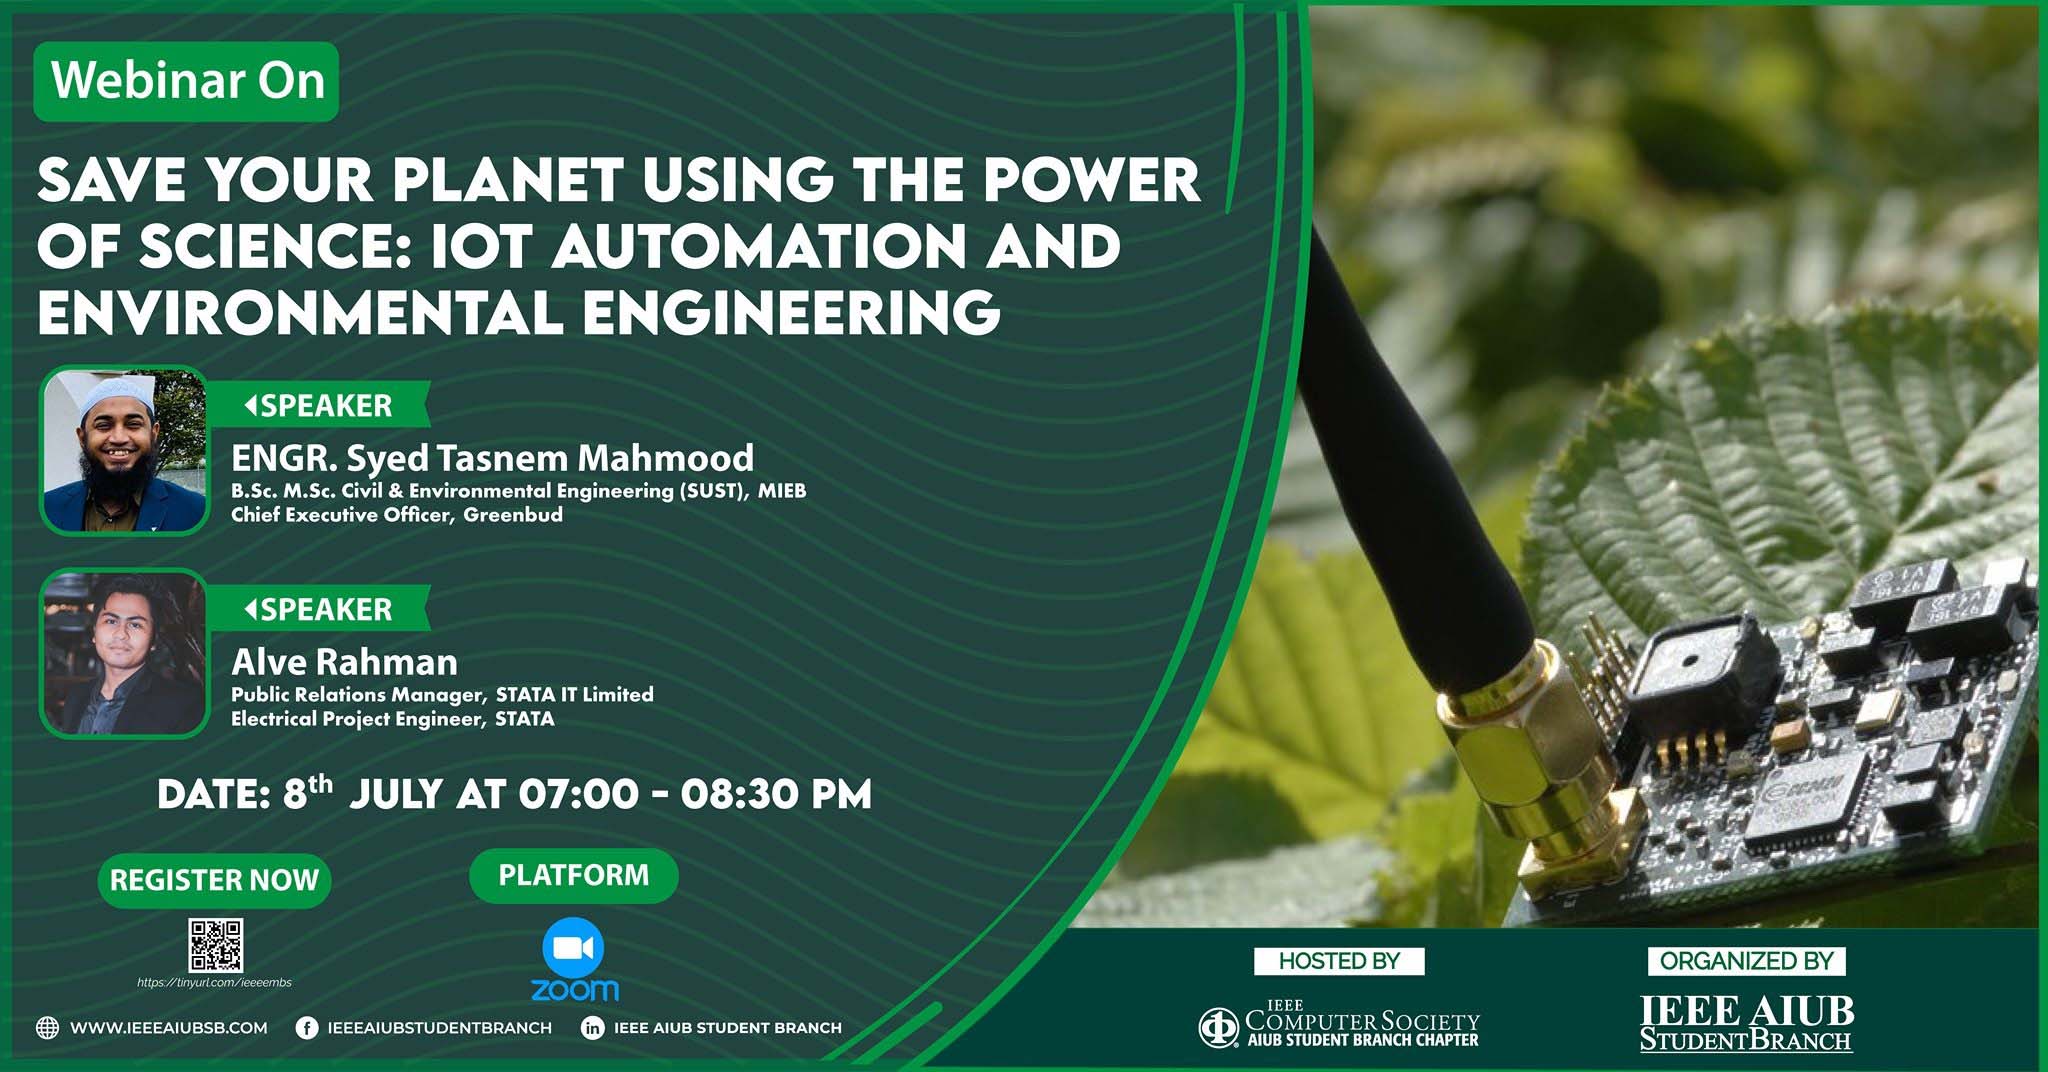 Webinar On
SAVE YOUR PLANET USING THE POWER
OF SCIENCE: IOT AUTOMATION AND
ENVIRONMENTAL ENGINEERING
SPEAKER
ENGR. Syed Tasnem Mahmood
B.Sc. M.Sc. Civil & Environmental Engineering (SUST), MIEB
Chief Executive Officer, Greenbud
SPEAKER
Alve Rahman
Public Relations Manager, STATA IT Limited
Electrical Project Engineer, STATA
DATE: 8th JULY AT 07:00 - 08:30 PM
REGISTER NOW
https://tinyurl.com/ieeeembs
PLATFORM
zoom
WWW.IEEEAIUBSB.COM
IEEEAIUBSTUDENTBRANCH
in IEEE AIUB STUDENT BRANCH
HOSTED BY
IEEE
COMPUTER SOCIETY
AIUB STUDENT BRANCH CHAPTER
ORGANIZED BY
IEEE AIUB
STUDENTBRANCH